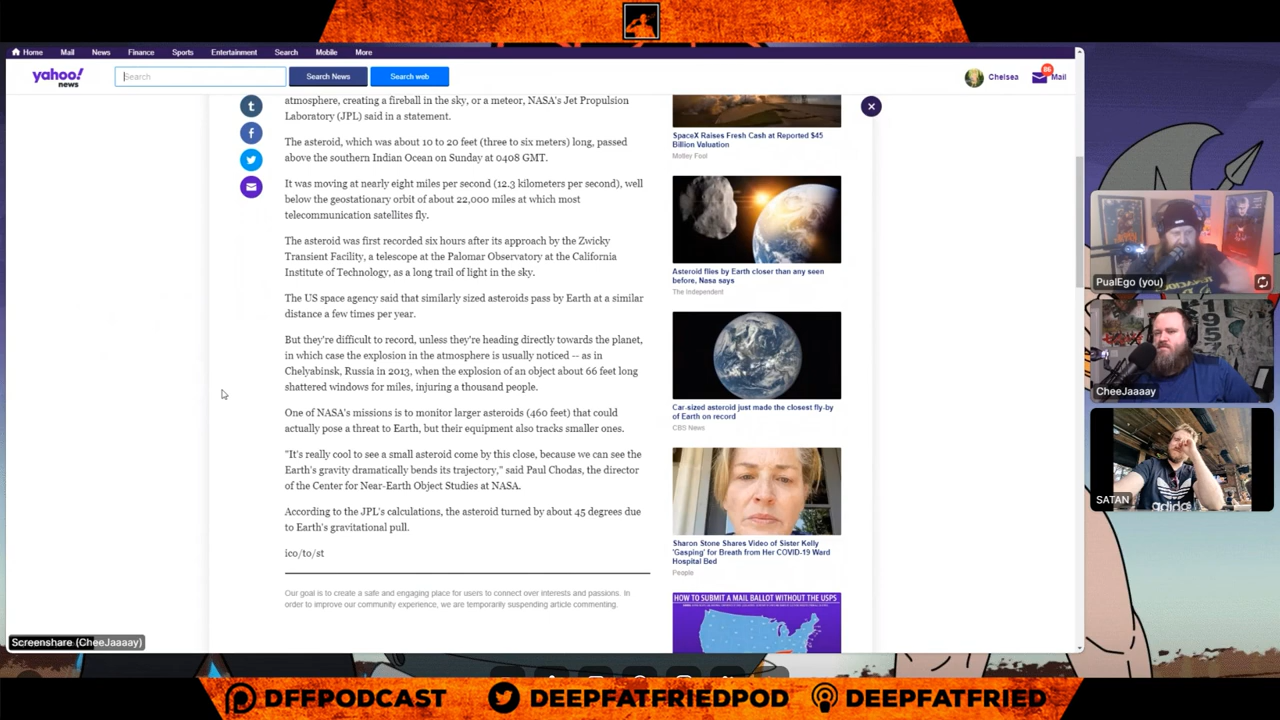 Home Mail News Finance Sports Entertainment Search Mobile More
yahoo!
news
Search
Search News
Search web
Chelsea
86
Mail
atmosphere, creating a fireball in the sky, or a meteor, NASA's Jet Propulsion
Laboratory (JPL) said in a statement.
The asteroid, which was about 10 to 20 feet (three to six meters) long, passed
above the southern Indian Ocean on Sunday at 0408 GMT.
It was moving at nearly eight miles per second (12.3 kilometers per second), well
below the geostationary orbit of about 22,000 miles at which most
telecommunication satellites fly.
The asteroid was first recorded six hours after its approach by the Zwicky
Transient Facility, a telescope at the Palomar Observatory at the California
Institute of Technology, as a long trail of light in the sky.
The US space agency said that similarly sized asteroids pass by Earth at a similar
distance a few times per year.
But they're difficult to record, unless they're heading directly towards the planet,
in which case the explosion in the atmosphere is usually noticed -- as in
Chelyabinsk, Russia in 2013, when the explosion of an object about 66 feet long
shattered windows for miles, injuring a thousand people.
One of NASA's missions is to monitor larger asteroids (460 feet) that could
actually pose a threat to Earth, but their equipment also tracks smaller ones.
"It's really cool to see a small asteroid come by this close, because we can see the
Earth's gravity dramatically bends its trajectory," said Paul Chodas, the director
of the Center for Near-Earth Object Studies at NASA.
According to the JPL's calculations, the asteroid turned by about 45 degrees due
to Earth's gravitational pull.
ico/to/st
Our goal is to create a safe and engaging place for users to connect over interests and passions. In
order to improve our community experience, we are temporarily suspending article commenting.
SpaceX Raises Fresh Cash at Reported $45
Billion Valuation
Motley Fool
Asteroid flies by Earth closer than any seen
before, Nasa says
The Independent
Car-sized asteroid just made the closest fly-by
of Earth on record
CBS News
Sharon Stone Shares Video of Sister Kelly
'Gasping' for Breath from Her COVID-19 Ward
Hospital Bed
People
HOW TO SUBMIT A MAIL BALLOT WITHOUT THE USPS
PualEgo (you)
CheeJaaaay
SATAN
adidas
Screenshare (CheeJaaaay)
DFFPODCAST
DEEPFATFRIEDPOD
DEEPFATFRIED